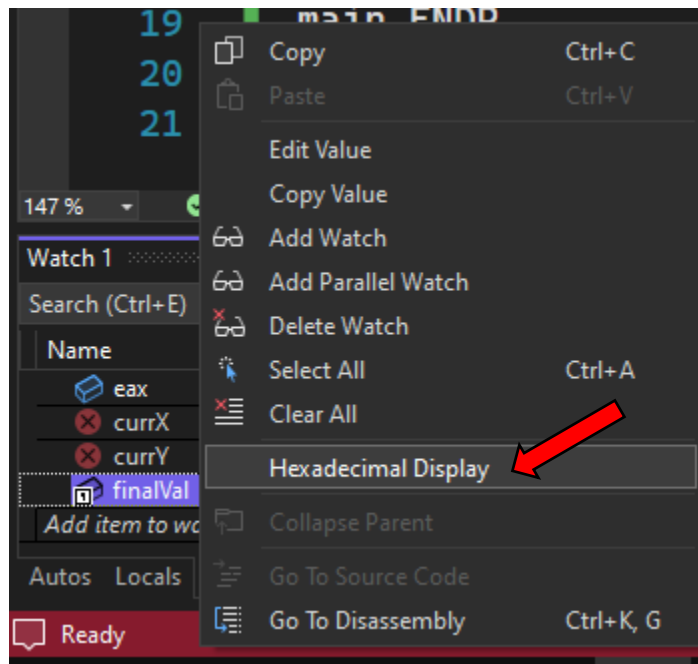 19 main ENDP
20
21
Copy Ctrl+C
Paste Ctrl+V
Edit Value
Copy Value
Add Watch
Add Parallel Watch
Delete Watch
Select All Ctrl+A
Clear All
Hexadecimal Display
Collapse Parent
Go To Source Code
Go To Disassembly Ctrl+K, G
147 %
Watch 1
Search (Ctrl+E)
Name
eax
currX
currY
finalVal
Add item to
Autos Locals
Ready